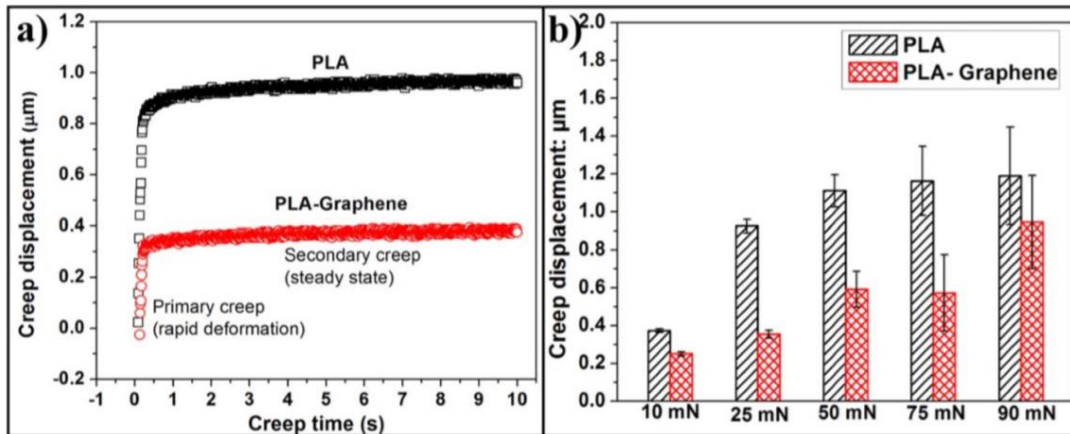 a)
1.2
1.0
0.8
0.6
0.4
0.2
0.0
-0.2
Creep displacement (μm)
PLA
PLA-Graphene
Secondary creep
(steady state)
Primary creep
(rapid deformation)
-1 0 1 2 3 4 5 6 7 8 9 10
Creep time (s)
b)
2.0
1.8
1.6
1.4
1.2
1.0
0.8
0.6
0.4
0.2
0.0
Creep displacement: μm
PLA
PLA- Graphene
10 mN 25 mN 50 mN 75 mN 90 mN